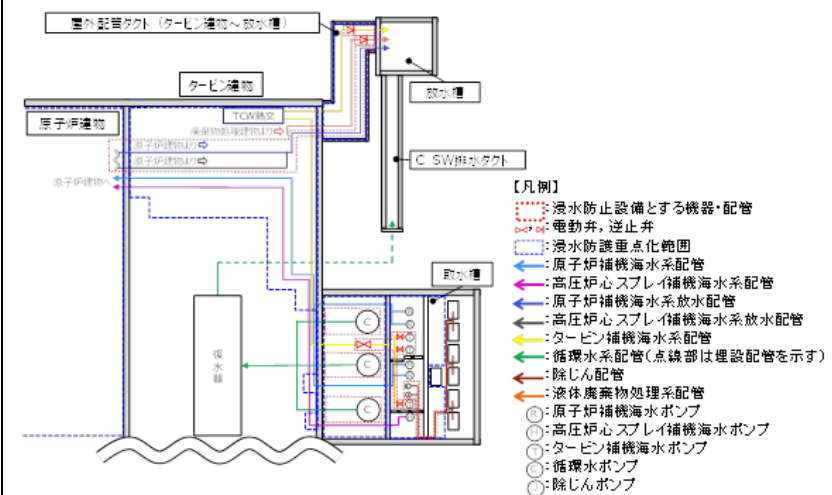 屋外配管ダクト(タービン建物～放水槽)
タービン建物
放水槽
原子炉建物
TCW熱交
廃棄物処理建物より⇨
原子炉建物より⇨
原子炉建物より⇨
原子炉建物へ
C SW排水ダクト
取水槽
復水器
C
C
C
【凡例】
:浸水防止設備とする機器・配管
:電動弁,逆止弁
:浸水防護重点化範囲
:原子炉補機海水系配管
:高圧炉心スプレイ補機海水系配管
:原子炉補機海水系放水配管
:高圧炉心スプレイ補機海水系放水配管
:タービン補機海水系配管
:循環水系配管(点線部は埋設配管を示す)
:除じん配管
:液体廃棄物処理系配管
R:原子炉補機海水ポンプ
H:高圧炉心スプレイ補機海水ポンプ
T:タービン補機海水ポンプ
C:循環水ポンプ
J:除じんポンプ